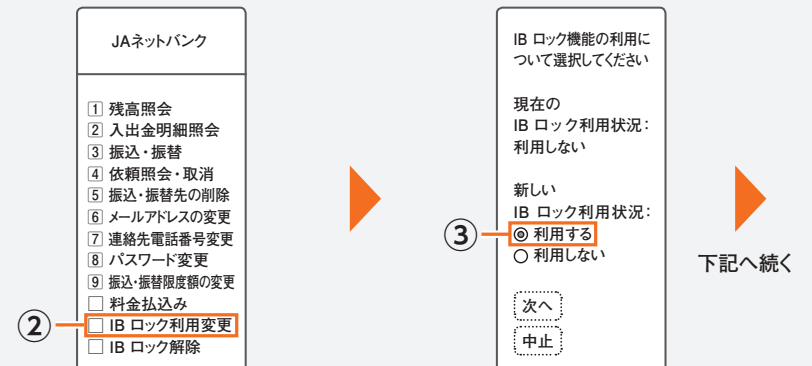 JAネットバンク
1 残高照会
2 入出金明細照会
3 振込・振替
4 依頼照会・取消
5 振込・振替先の削除
6 メールアドレスの変更
7 連絡先電話番号変更
8 パスワード変更
9 振込・振替限度額の変更
□ 料金払込み
② □ IB ロック利用変更
□ IB ロック解除
IB ロック機能の利用に
ついて選択してください
現在の
IB ロック利用状況:
利用しない
新しい
IB ロック利用状況:
③ ◉ 利用する
○ 利用しない
次へ
中止
下記へ続く